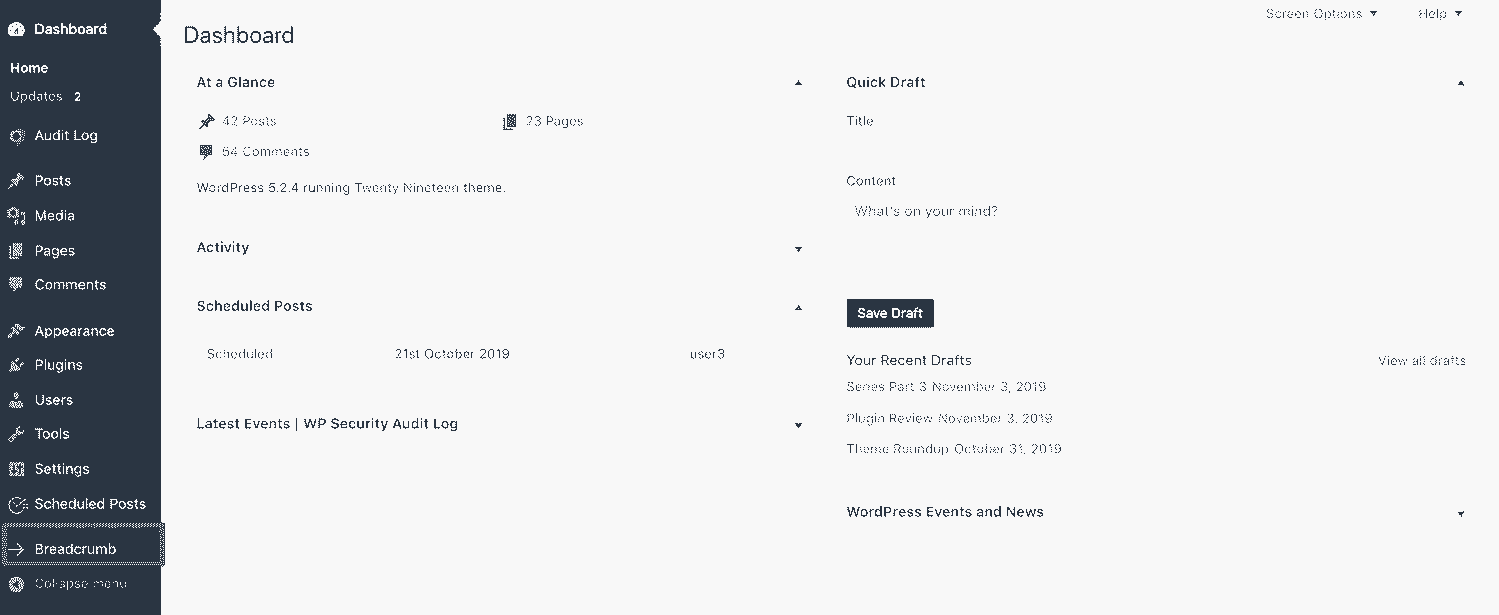 Dashboard
Home
Updates 2
Audit Log
Posts
Media
Pages
Comments
Appearance
Plugins
Users
Tools
Settings
Scheduled Posts
Breadcrumb
Collapse menu
Screen Options
Help
Dashboard
At a Glance
42 Posts
23 Pages
54 Comments
WordPress 5.2.4 running Twenty Nineteen theme.
Activity
Scheduled Posts
Scheduled 21st October 2019 user3
Latest Events | WP Security Audit Log
Quick Draft
Title
Content
What's on your mind?
Save Draft
Your Recent Drafts
View all drafts
Series Part 3 November 3, 2019
Plugin Review November 3, 2019
Theme Roundup October 31, 2019
WordPress Events and News